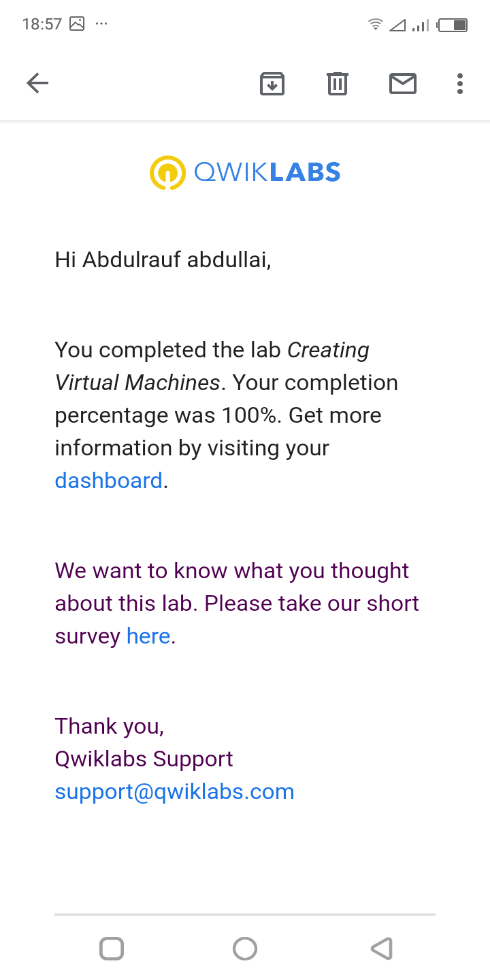 18:57
QWIKLABS
Hi Abdulrauf abdullai,
You completed the lab Creating
Virtual Machines. Your completion
percentage was 100%. Get more
information by visiting your
dashboard.
We want to know what you thought
about this lab. Please take our short
survey here.
Thank you,
Qwiklabs Support
support@qwiklabs.com